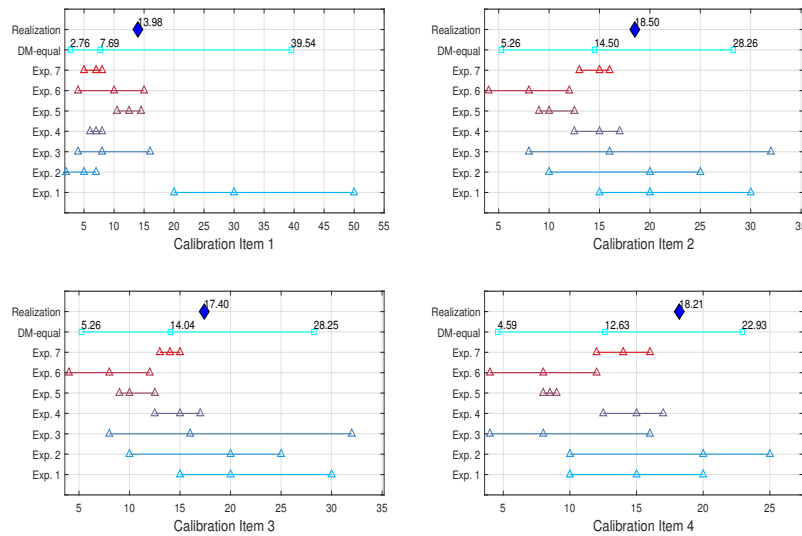 Realization 13.98
DM-equal 2.76 7.69 39.54
Exp. 7
Exp. 6
Exp. 5
Exp. 4
Exp. 3
Exp. 2
Exp. 1
5 10 15 20 25 30 35 40 45 50 55
Calibration Item 1
Realization 18.50
DM-equal 5.26 14.50 28.26
Exp. 7
Exp. 6
Exp. 5
Exp. 4
Exp. 3
Exp. 2
Exp. 1
5 10 15 20 25 30 35
Calibration Item 2
Realization 17.40
DM-equal 5.26 14.04 28.25
Exp. 7
Exp. 6
Exp. 5
Exp. 4
Exp. 3
Exp. 2
Exp. 1
5 10 15 20 25 30 35
Calibration Item 3
Realization 18.21
DM-equal 4.59 12.63 22.93
Exp. 7
Exp. 6
Exp. 5
Exp. 4
Exp. 3
Exp. 2
Exp. 1
5 10 15 20 25
Calibration Item 4